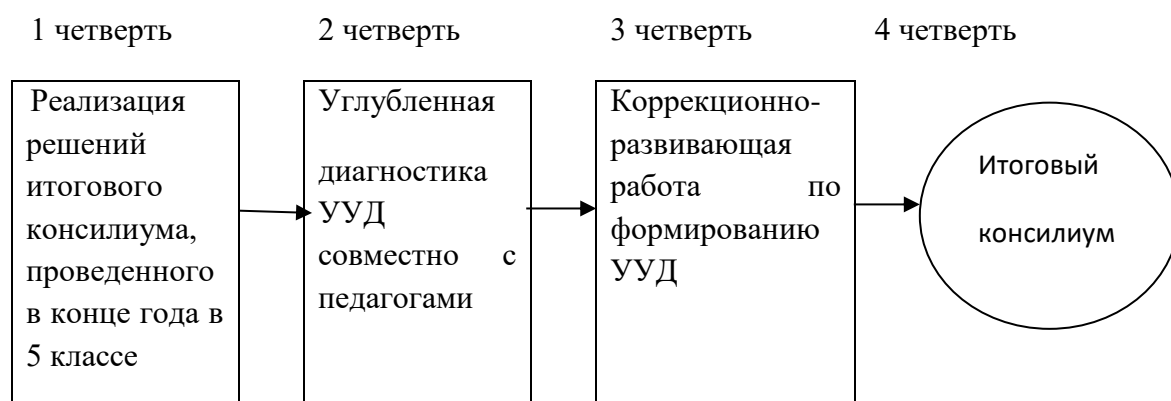 1 четверть 2 четверть 3 четверть 4 четверть
Реализация
решений
итогового
консилиума,
проведенного
в конце года в
5 классе
Углубленная
диагностика
УУД
совместно с
педагогами
Коррекционно-
развивающая
работа по
формированию
УУД
Итоговый
консилиум